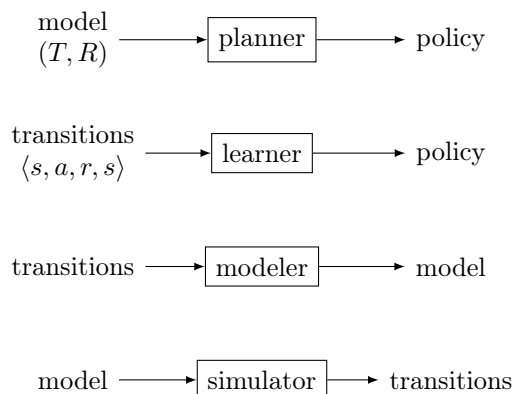 model
(T, R)
planner
policy
transitions
⟨s, a, r, s⟩
learner
policy
transitions
modeler
model
model
simulator
transitions